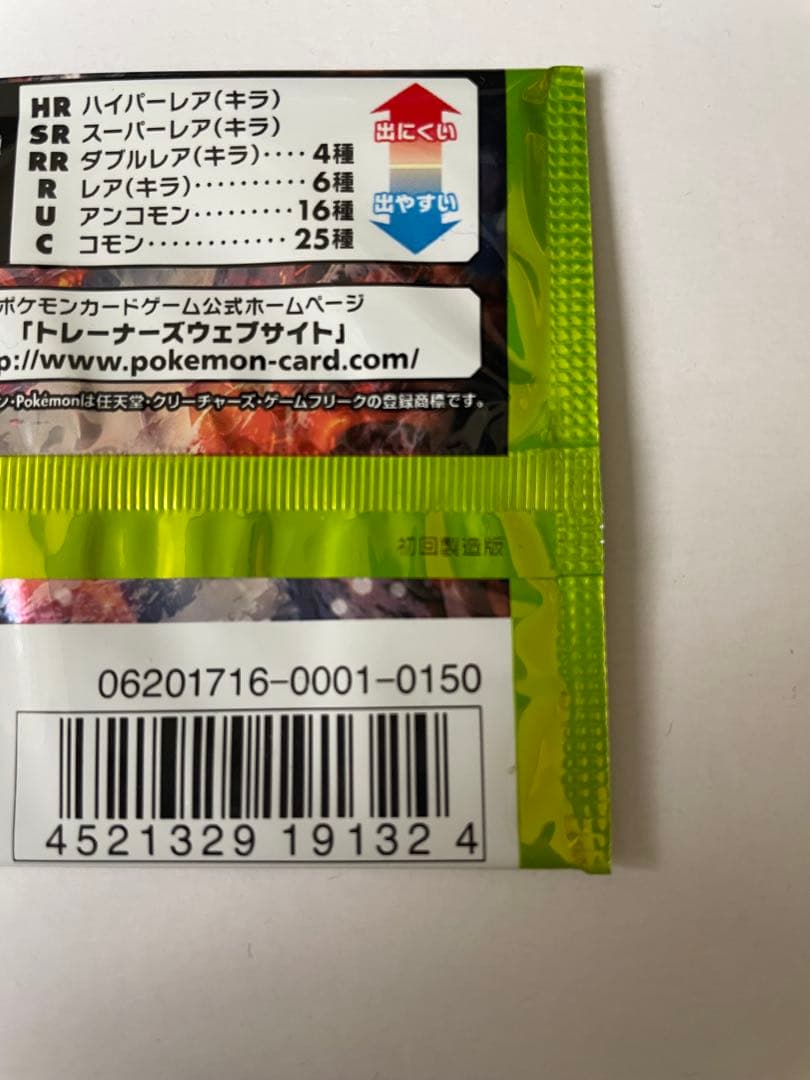 HR ハイパーレア(キラ)
SR スーパーレア(キラ)
RR ダブルレア(キラ)････4種
R レア(キラ)･･････････6種
U アンコモン･････････16種
C コモン････････････25種
出にくい
出やすい
ポケモンカードゲーム公式ホームページ
「トレーナーズウェブサイト」
p://www.pokemon-card.com/
ン・Pokémonは任天堂・クリーチャーズ・ゲームフリークの登録商標です。
初回製造版
06201716-0001-0150
4521329 19132 4